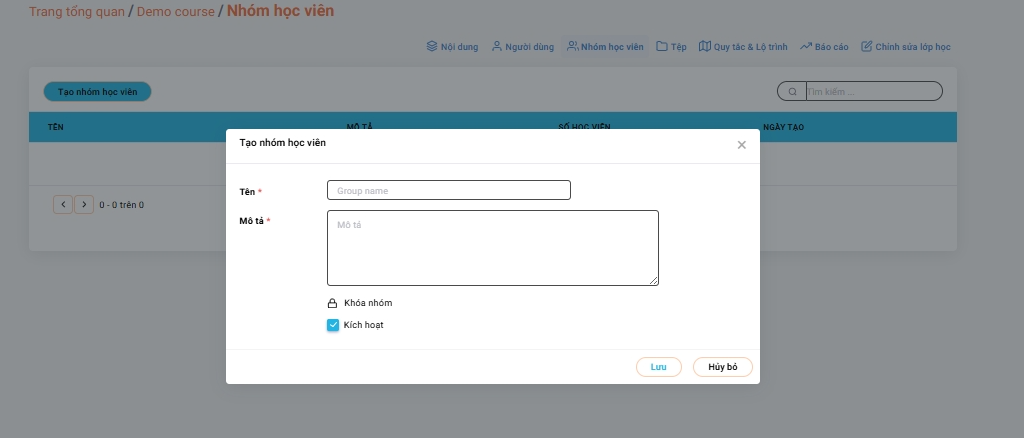 Trang tổng quan / Demo course / Nhóm học viên
Nội dung Người dùng Nhóm học viên Tệp Quy tắc & Lộ trình Báo cáo Chỉnh sửa lớp học
Tạo nhóm học viên Tìm kiếm ...
TÊN MÔ TẢ SỐ HỌC VIÊN NGÀY TẠO
Tạo nhóm học viên
Tên *
Group name
0 - 0 trên 0
Mô tả *
Mô tả
Khóa nhóm
Kích hoạt
Lưu Hủy bỏ